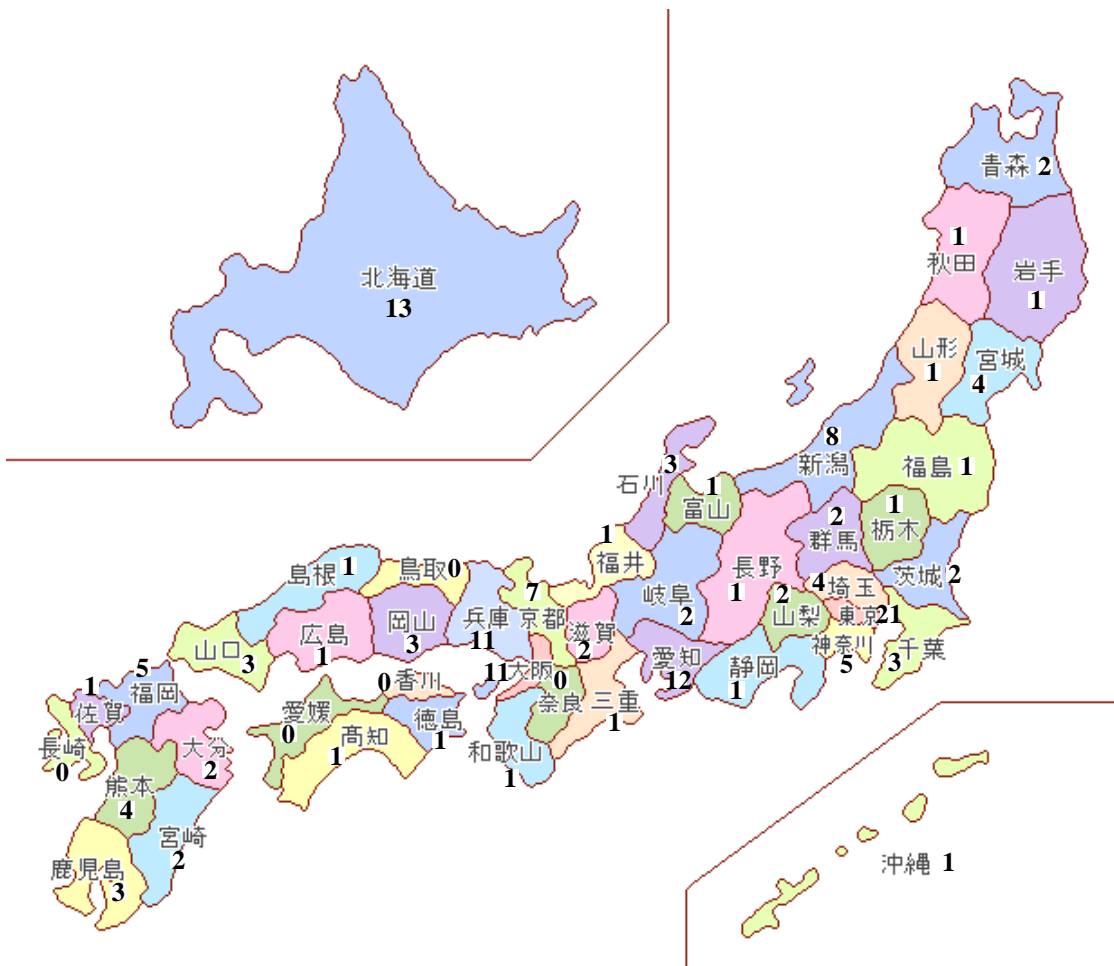 北海道
13
青森 2
1
秋田
岩手
1
山形
1
宮城
4
8
新潟
福島 1
3
石川
1
富山
1
福井
2
群馬
1
栃木
茨城 2
長野
1
岐阜
2
2
山梨
4 埼玉
東京 21
神奈川
5
千葉
3
静岡
1
愛知
12
7
京都
滋賀
2
兵庫
11
大阪
11
0
奈良
三重
1
和歌山
1
鳥取 0
島根 1
岡山
3
広島
1
山口 3
0 香川
愛媛
0
徳島
1
髙知
1
5
福岡
1
佐賀
長崎
0
大分
2
熊本
4
宮崎
2
鹿児島
3
沖縄 1